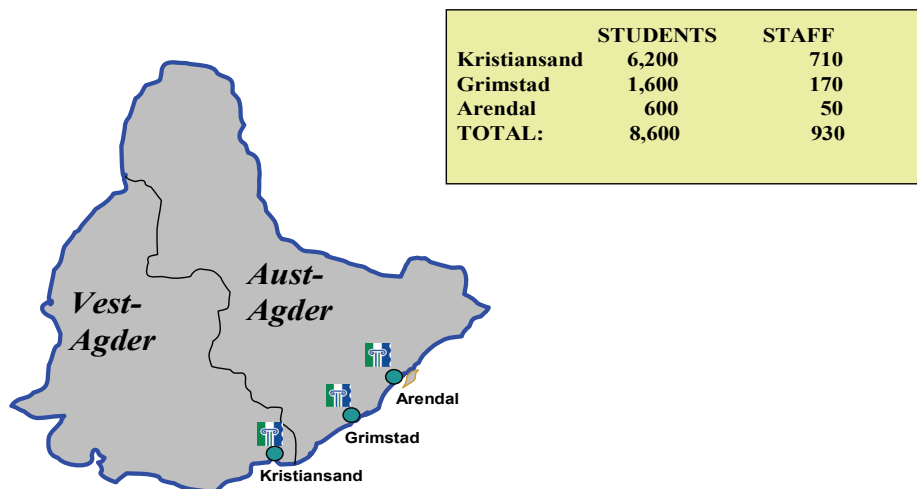 STUDENTS STAFF
Kristiansand 6,200 710
Grimstad 1,600 170
Arendal 600 50
TOTAL: 8,600 930
Vest-
Agder
Aust-
Agder
Arendal
Grimstad
Kristiansand